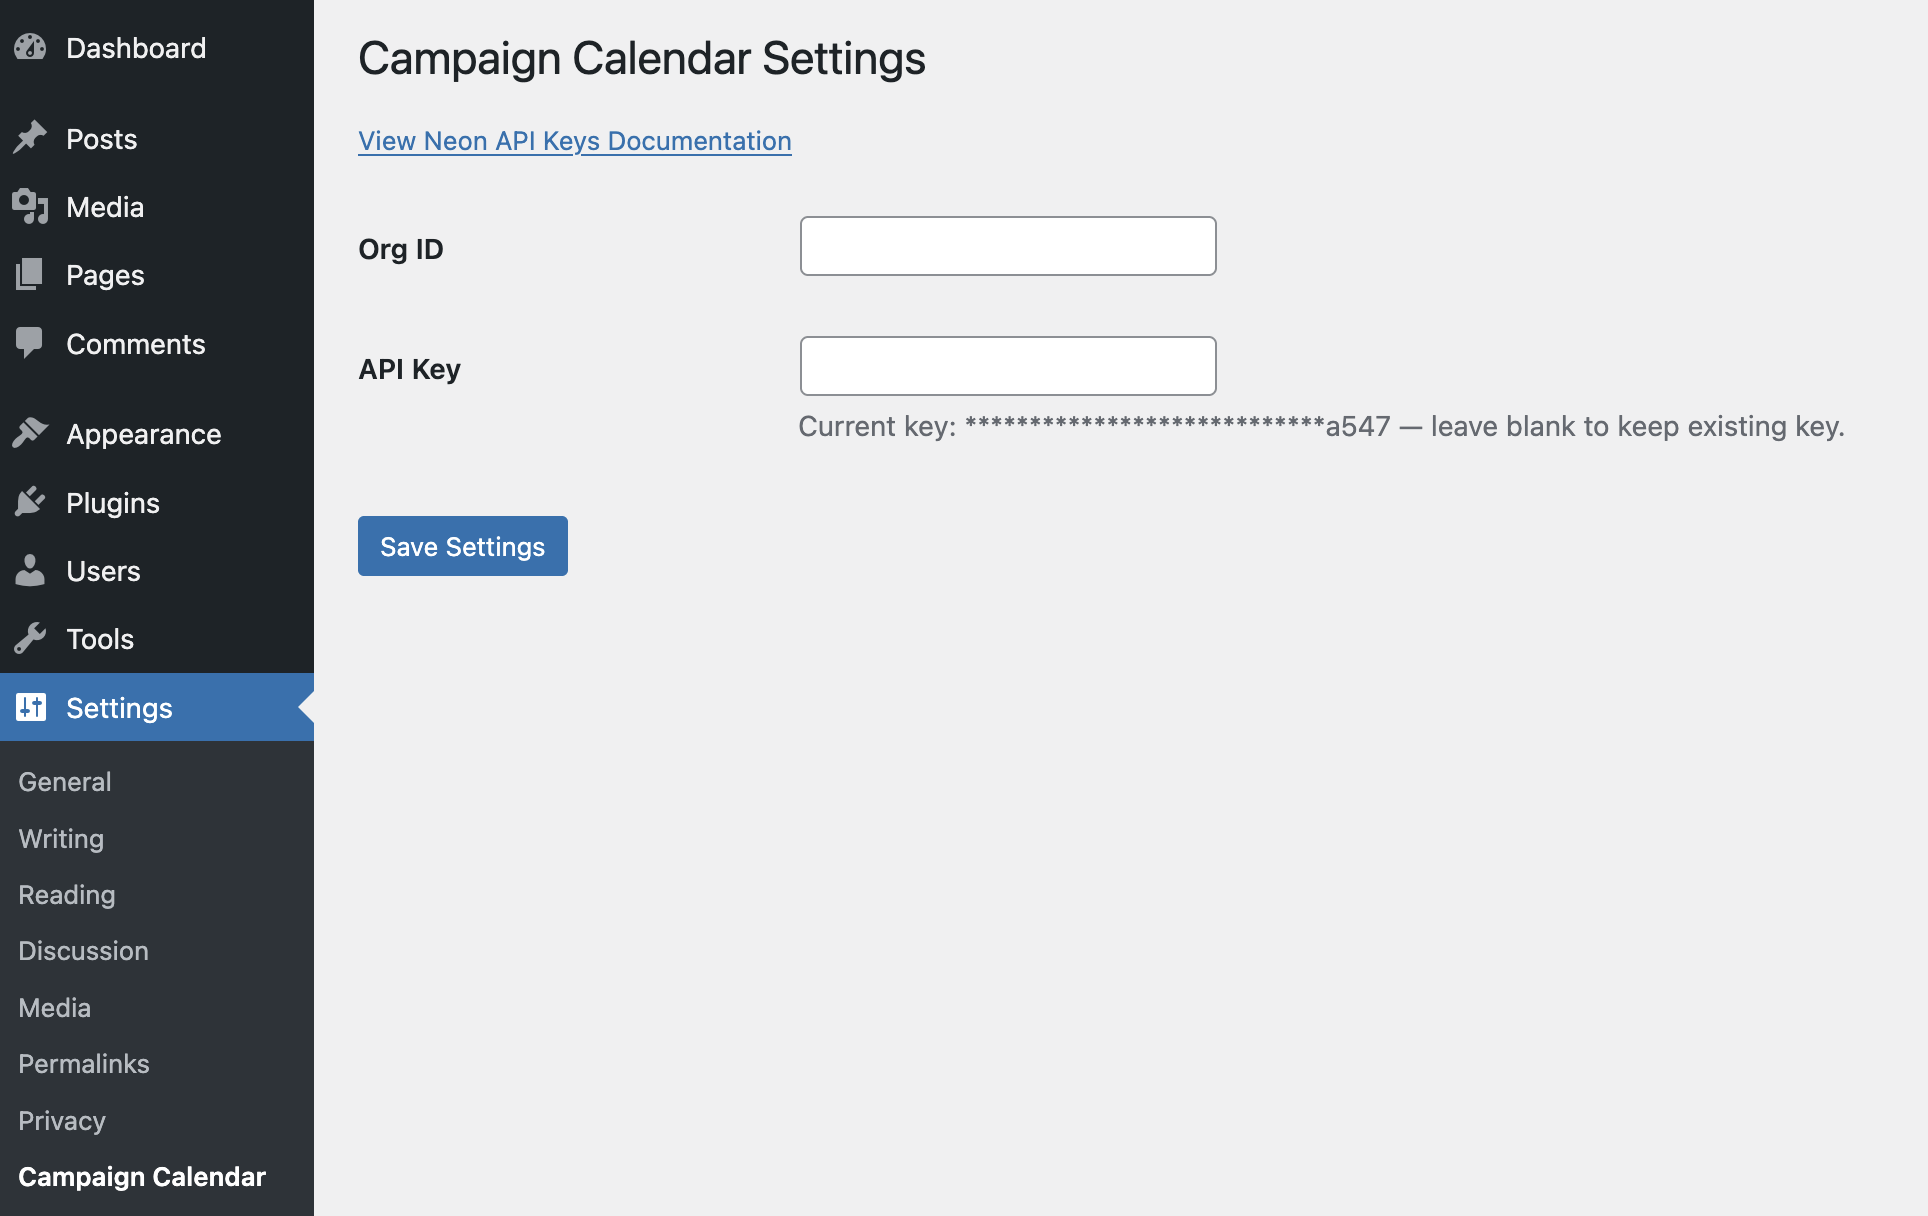 Dashboard
Posts
Media
Pages
Comments
Appearance
Plugins
Users
Tools
Settings
General
Writing
Reading
Discussion
Media
Permalinks
Privacy
Campaign Calendar
Campaign Calendar Settings
View Neon API Keys Documentation
Org ID
API Key
Current key: ****************************a547 — leave blank to keep existing key.
Save Settings